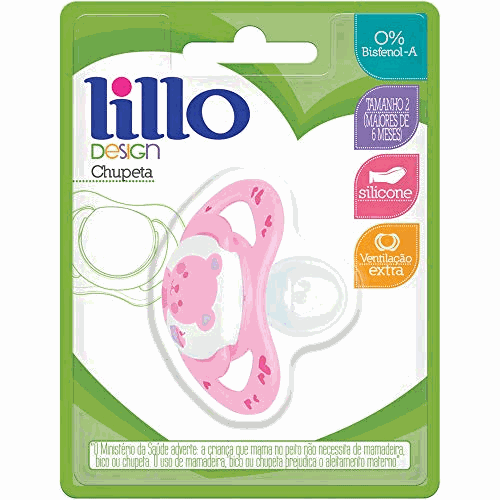 lillo
DESIGN
Chupeta
0%
Bisfenol-A
TAMANHO 2
(MAIORES DE
6 MESES)
silicone
Ventilação
extra
"O Ministério da Saúde adverte: a criança que mama no peito não necessita de mamadeira,
bico ou chupeta. O uso de mamadeira, bico ou chupeta prejudica o aleitamento materno"